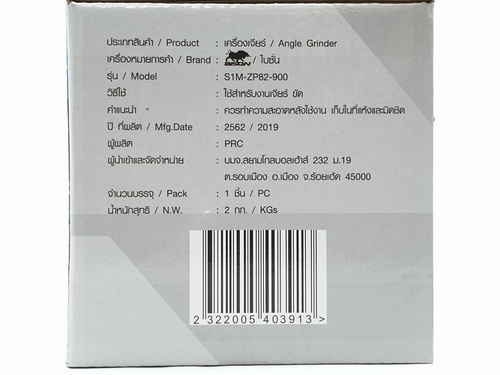 ประเภทสินค้า / Product : เครื่องเจียร์ / Angle Grinder
เครื่องหมายการค้า / Brand : BISON / ไบซั่น
รุ่น / Model : S1M-ZP82-900
วิธีใช้ : ใช้สำหรับงานเจียร์ ขัด
คำแนะนำ : ควรทำความสะอาดหลังใช้งาน เก็บในที่แห้งและมิดชิด
ปี ที่ผลิต / Mfg.Date : 2562 / 2019
ผู้ผลิต : PRC
ผู้นำเข้าและจัดจำหน่าย : บมจ.สยามโกลบอลเฮ้าส์ 232 ม.19
ต.รอบเมือง อ.เมือง จ.ร้อยเอ็ด 45000
จำนวนบรรจุ / Pack : 1 ชิ้น / PC
น้ำหนักสุทธิ / N.W. : 2 กก. / KGs
2 322005 403913 >